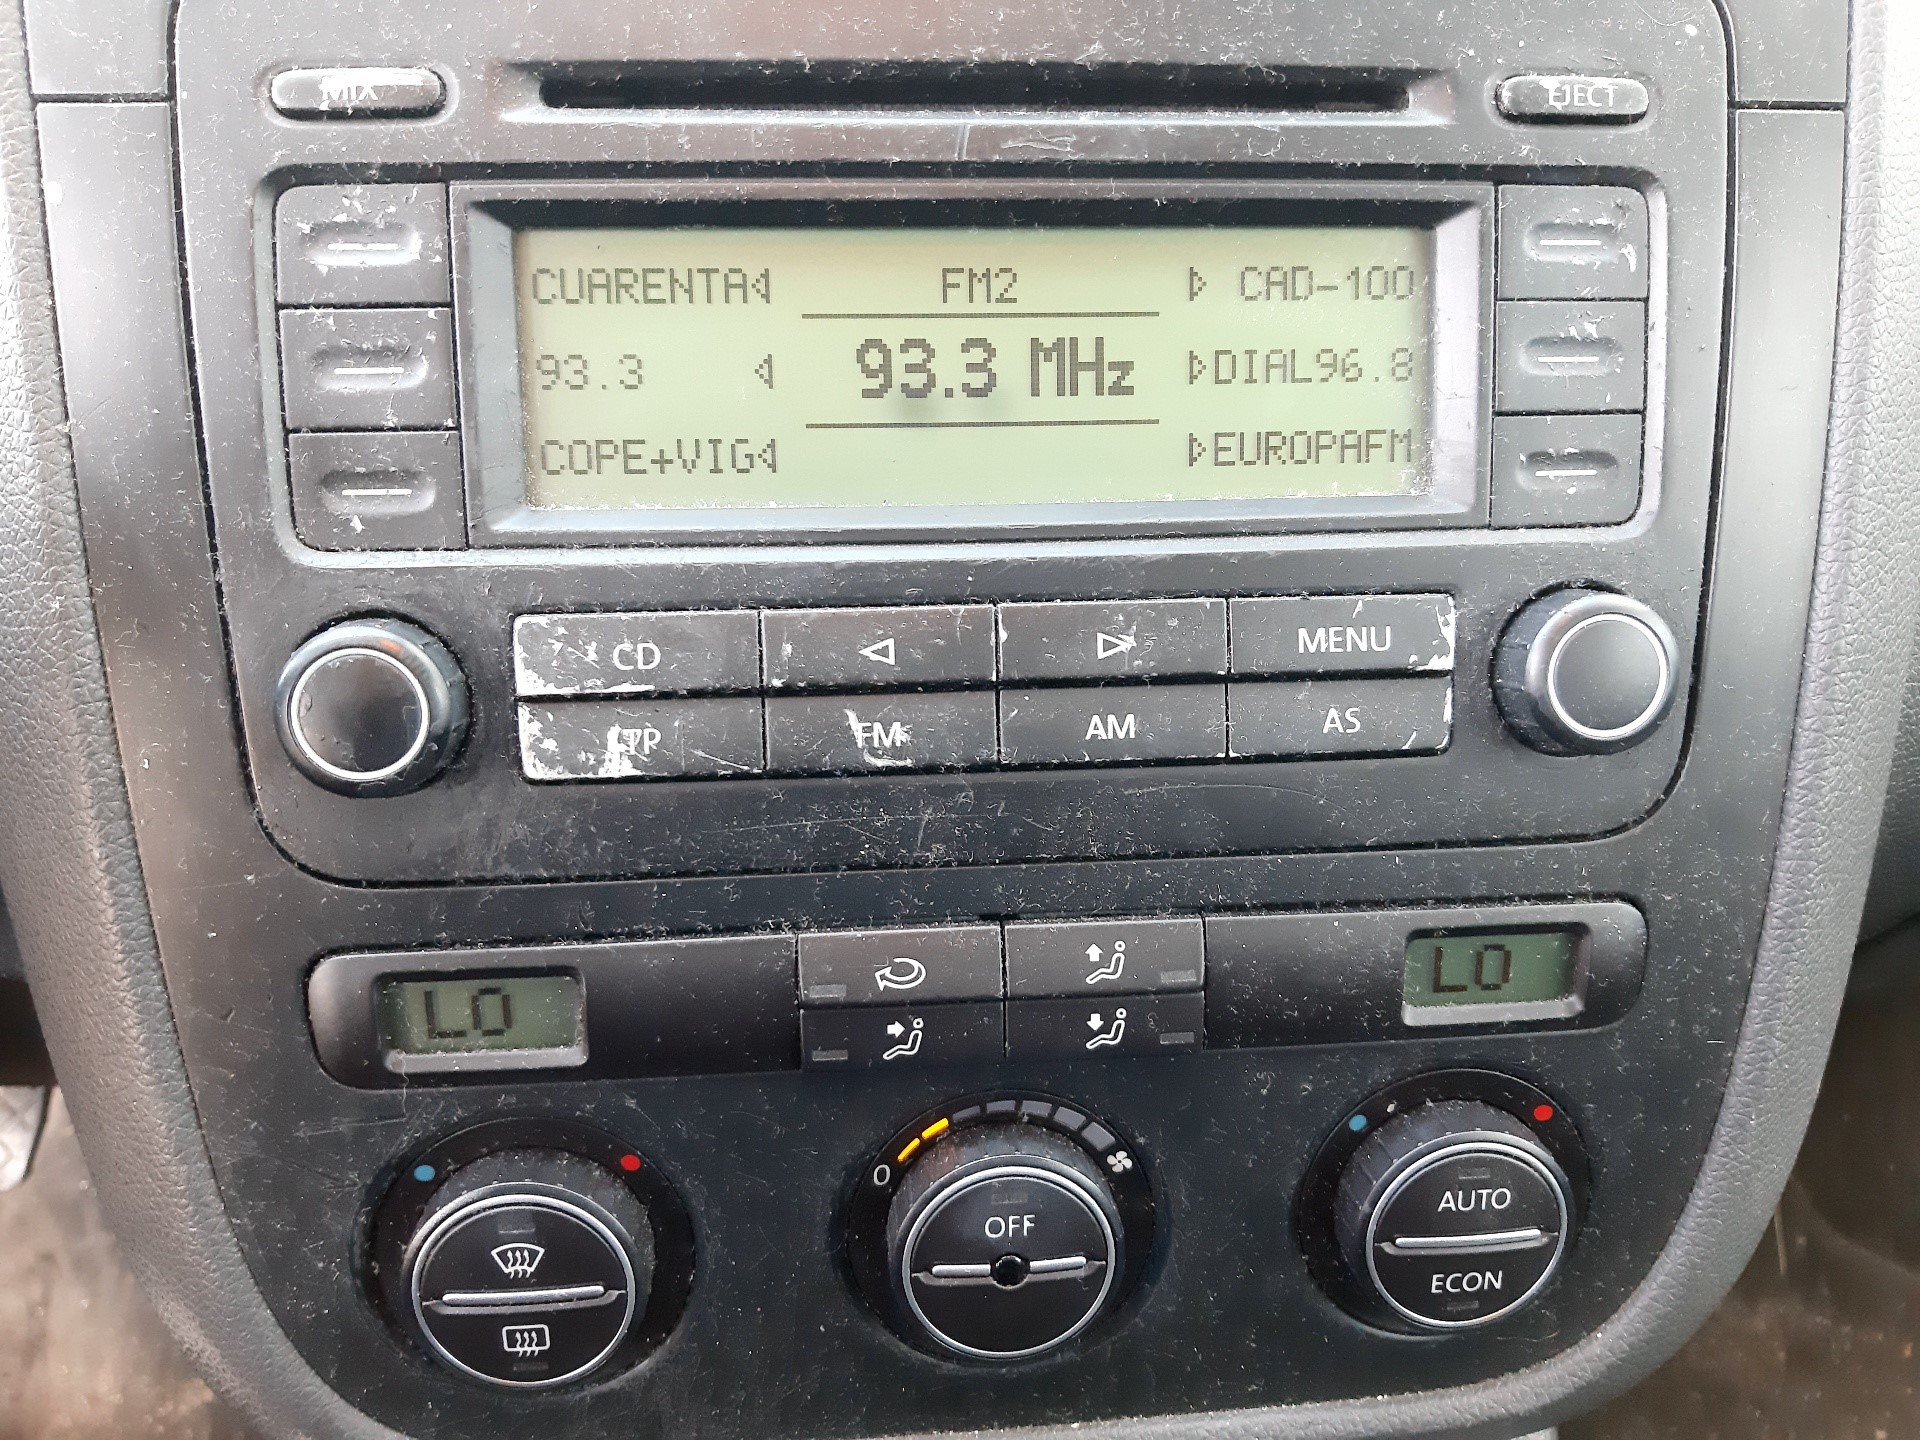 MIX
EJECT
CUARENTA FM2 CAD-100
93.3 93.3 MHz DIAL96.8
COPE+VIG EUROPAFM
CD MENU
TP FM AM AS
LO LO
O
OFF
AUTO
ECON